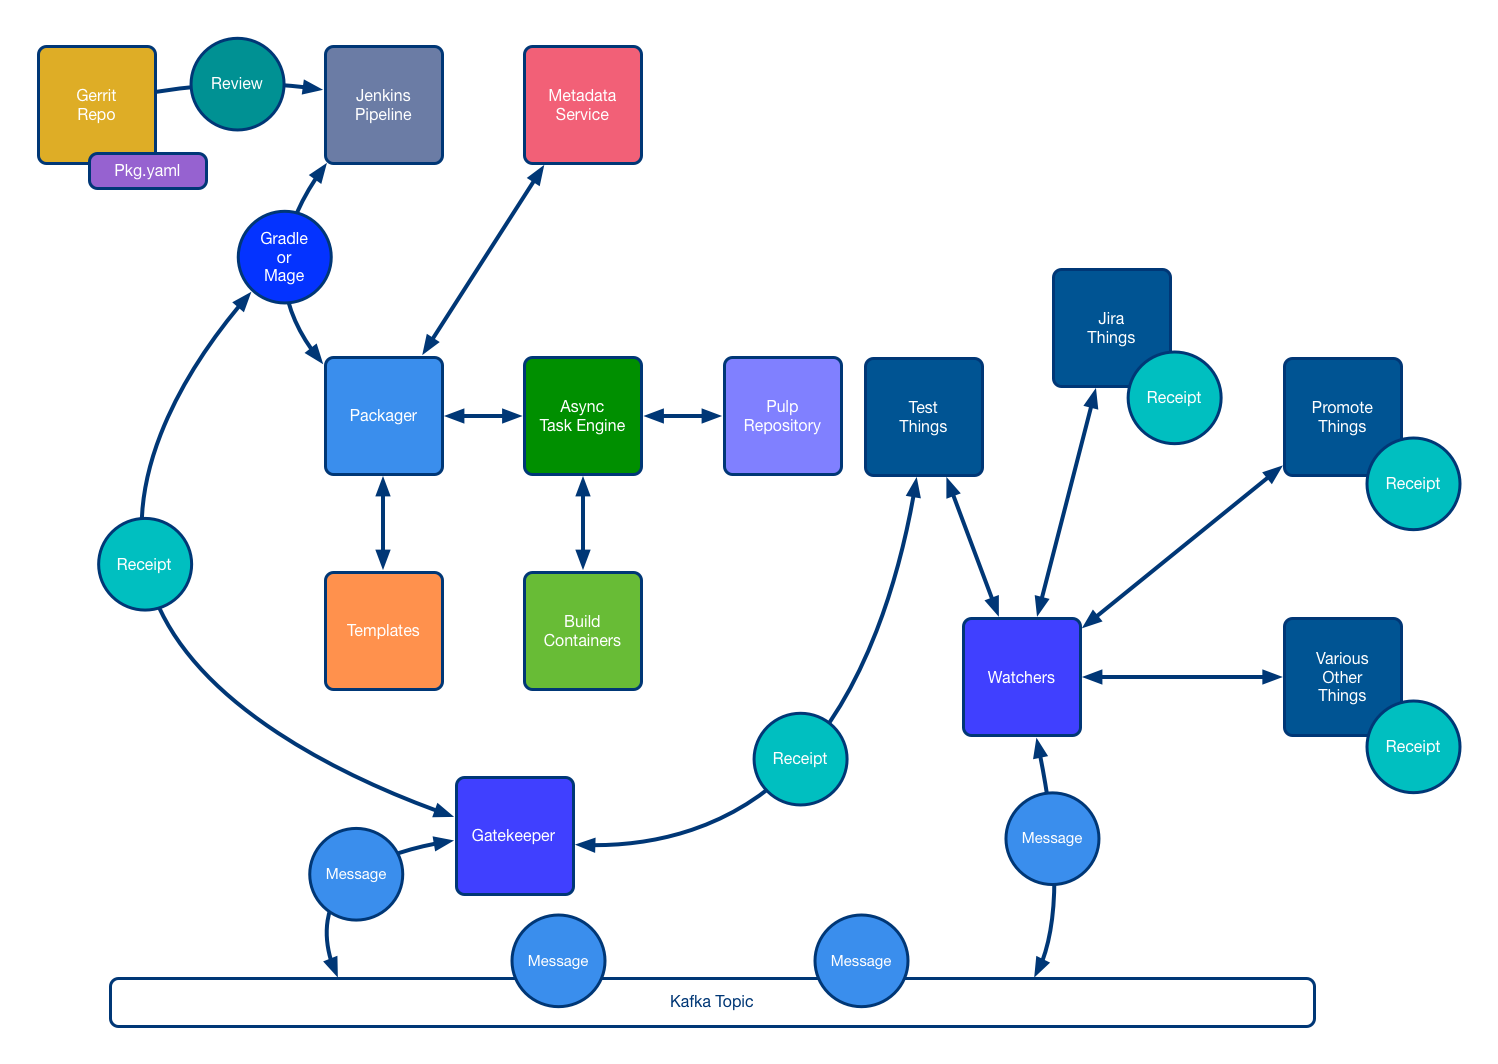 Gerrit
Repo
Review
Jenkins
Pipeline
Metadata
Service
Pkg.yaml
Gradle
or
Mage
Packager
Async
Task Engine
Pulp
Repository
Test
Things
Jira
Things
Receipt
Promote
Things
Receipt
Receipt
Templates
Build
Containers
Watchers
Various
Other
Things
Receipt
Receipt
Gatekeeper
Message
Message
Message
Message
Kafka Topic